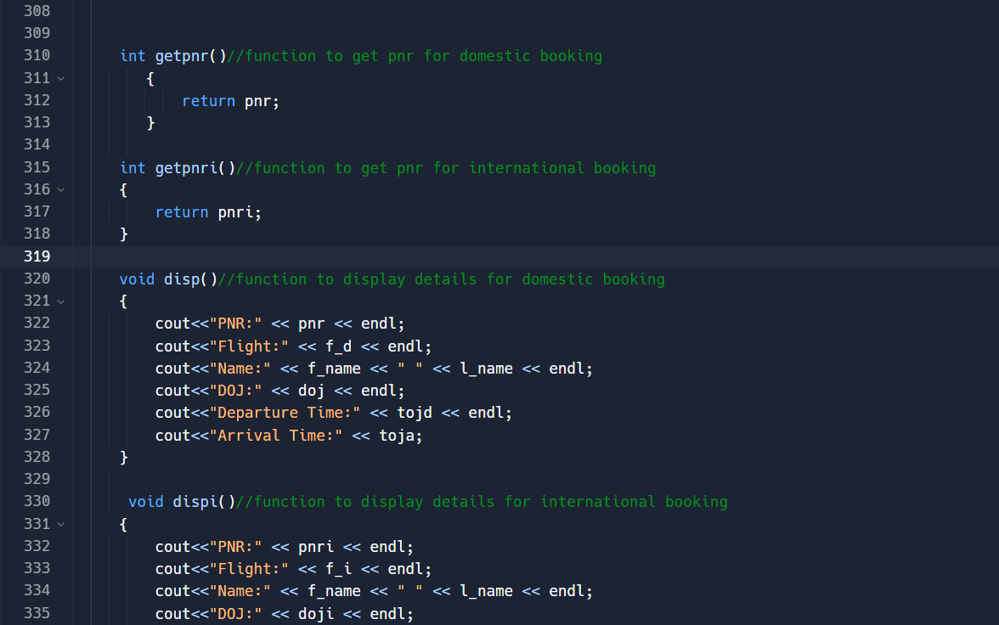 308
309
310 int getpnr()//function to get pnr for domestic booking
311 {
312 return pnr;
313 }
314
315 int getpnri()//function to get pnr for international booking
316 {
317 return pnri;
318 }
319
320 void disp()//function to display details for domestic booking
321 {
322 cout<<"PNR:" << pnr << endl;
323 cout<<"Flight:" << f_d << endl;
324 cout<<"Name:" << f_name << " " << l_name << endl;
325 cout<<"DOJ:" << doj << endl;
326 cout<<"Departure Time:" << tojd << endl;
327 cout<<"Arrival Time:" << toja;
328 }
329
330 void dispi()//function to display details for international booking
331 {
332 cout<<"PNR:" << pnri << endl;
333 cout<<"Flight:" << f_i << endl;
334 cout<<"Name:" << f_name << " " << l_name << endl;
335 cout<<"DOJ:" << doji << endl;